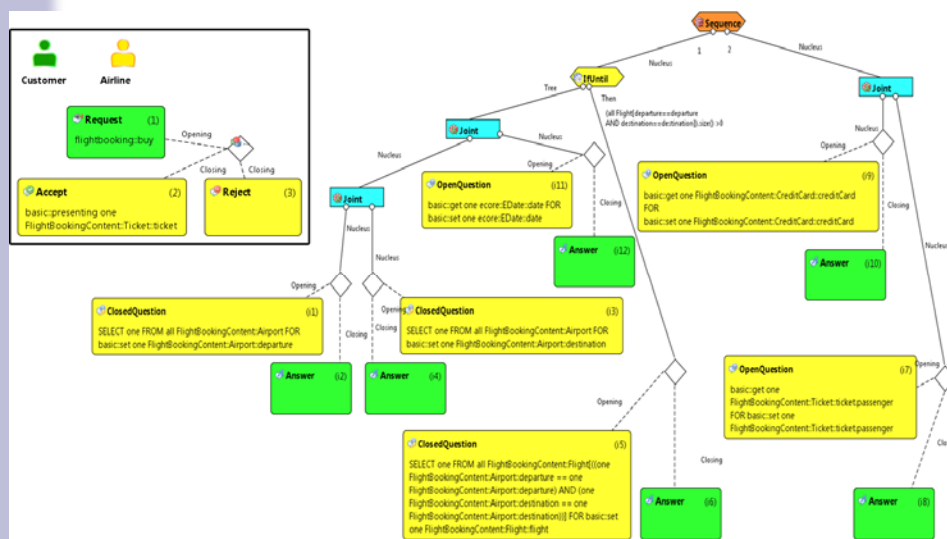 Customer
Airline
Request (1)
flightbooking::buy
Opening
Closing
Closing
Accept (2)
basic::presenting one
FlightBookingContent::Ticket::ticket
Reject (3)
Sequence
1
2
Nucleus
Nucleus
IfUntil
Tree
Then
(all Flight[departure==departure
AND destination==destination]).size() >0
Joint
Nucleus
Nucleus
Joint
Nucleus
Nucleus
Opening
Closing
OpenQuestion (i11)
basic::get one ecore::EDate::date FOR
basic::set one ecore::EDate::date
Answer (i12)
Joint
Nucleus
Nucleus
Opening
Closing
OpenQuestion (i9)
basic::get one FlightBookingContent::CreditCard::creditCard
FOR
basic::set one FlightBookingContent::CreditCard::creditCard
Answer (i10)
Opening
Opening
Closing
Closing
ClosedQuestion (i1)
SELECT one FROM all FlightBookingContent::Airport FOR
basic::set one FlightBookingContent::Airport::departure
ClosedQuestion (i3)
SELECT one FROM all FlightBookingContent::Airport FOR
basic::set one FlightBookingContent::Airport::destination
Answer (i2)
Answer (i4)
Opening
Closing
ClosedQuestion (i5)
SELECT one FROM all FlightBookingContent::Flight[((one
FlightBookingContent::Airport::departure == one
FlightBookingContent::Airport::departure) AND (one
FlightBookingContent::Airport::destination == one
FlightBookingContent::Airport::destination))] FOR basic::set
one FlightBookingContent::Flight::flight
Answer (i6)
OpenQuestion (i7)
basic::get one
FlightBookingContent::Ticket::ticket.passenger
FOR basic::set one
FlightBookingContent::Ticket::ticket.passenger
Opening
Answer (i8)